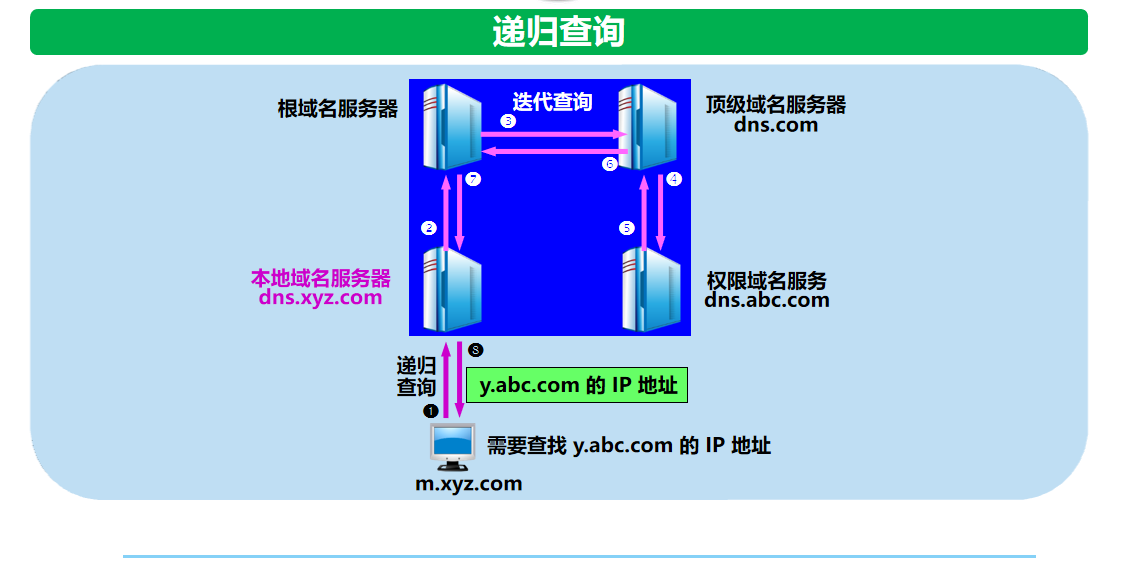 递归查询
根域名服务器
迭代查询
顶级域名服务器
dns.com
3
6
7
4
2
5
本地域名服务器
dns.xyz.com
权限域名服务
dns.abc.com
8
递归
查询
y.abc.com 的 IP 地址
1
需要查找 y.abc.com 的 IP 地址
m.xyz.com